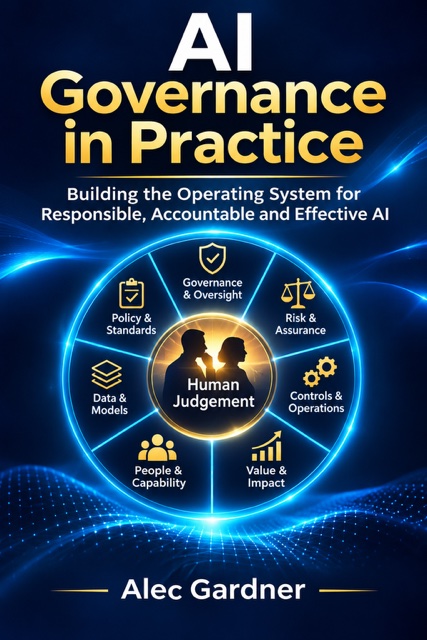 AI
Governance
in Practice
Building the Operating System for
Responsible, Accountable and Effective AI
Governance
& Oversight
Policy &
Standards
Risk &
Assurance
Data &
Models
Human
Judgement
Controls &
Operations
People &
Capability
Value &
Impact
Alec Gardner